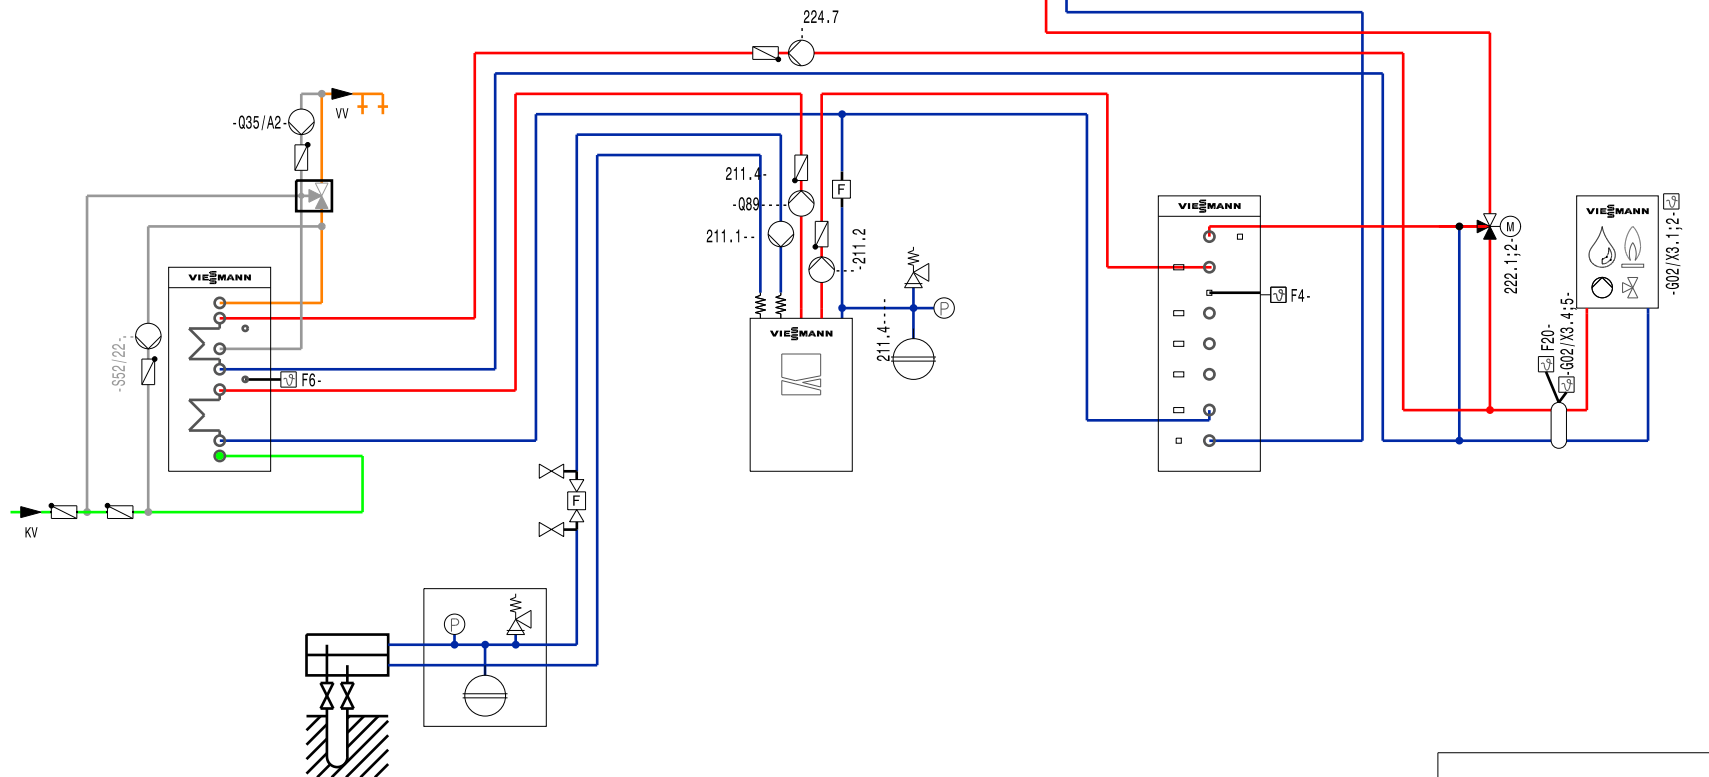 224.7
-Q35/A2-
VV
211.4-
-Q89
F
211.1--
-211.2
VIESMANN
VIESMANN
-G02/X3.1;2-
M
222.1;2-
VIESMANN
F4-
P
-S52/22-
VIESMANN
211.4-
F6-
F20-
-G02/X3.4;5-
F
KV
P